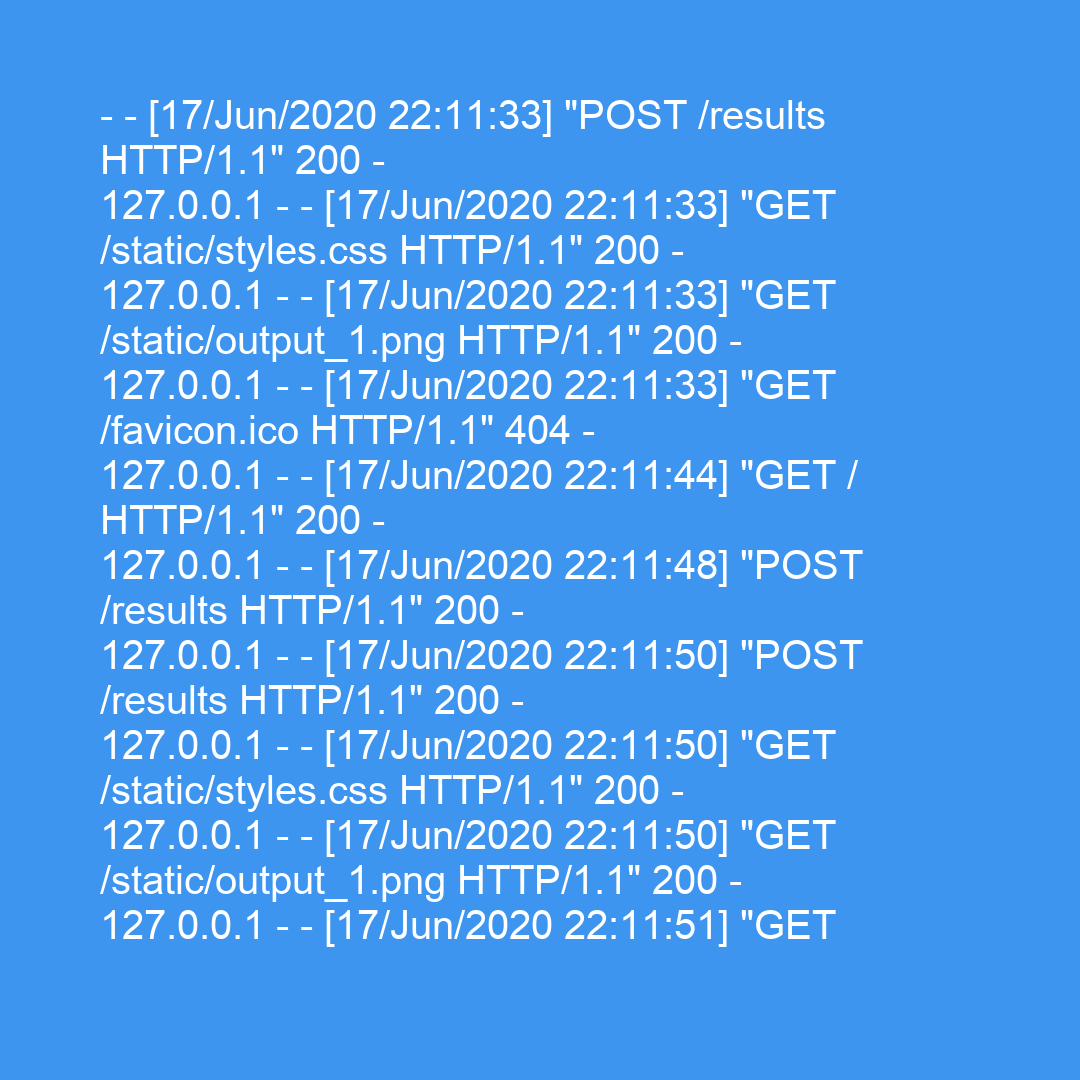 - - [17/Jun/2020 22:11:33] "POST /results
HTTP/1.1" 200 -
127.0.0.1 - - [17/Jun/2020 22:11:33] "GET
/static/styles.css HTTP/1.1" 200 -
127.0.0.1 - - [17/Jun/2020 22:11:33] "GET
/static/output_1.png HTTP/1.1" 200 -
127.0.0.1 - - [17/Jun/2020 22:11:33] "GET
/favicon.ico HTTP/1.1" 404 -
127.0.0.1 - - [17/Jun/2020 22:11:44] "GET /
HTTP/1.1" 200 -
127.0.0.1 - - [17/Jun/2020 22:11:48] "POST
/results HTTP/1.1" 200 -
127.0.0.1 - - [17/Jun/2020 22:11:50] "POST
/results HTTP/1.1" 200 -
127.0.0.1 - - [17/Jun/2020 22:11:50] "GET
/static/styles.css HTTP/1.1" 200 -
127.0.0.1 - - [17/Jun/2020 22:11:50] "GET
/static/output_1.png HTTP/1.1" 200 -
127.0.0.1 - - [17/Jun/2020 22:11:51] "GET